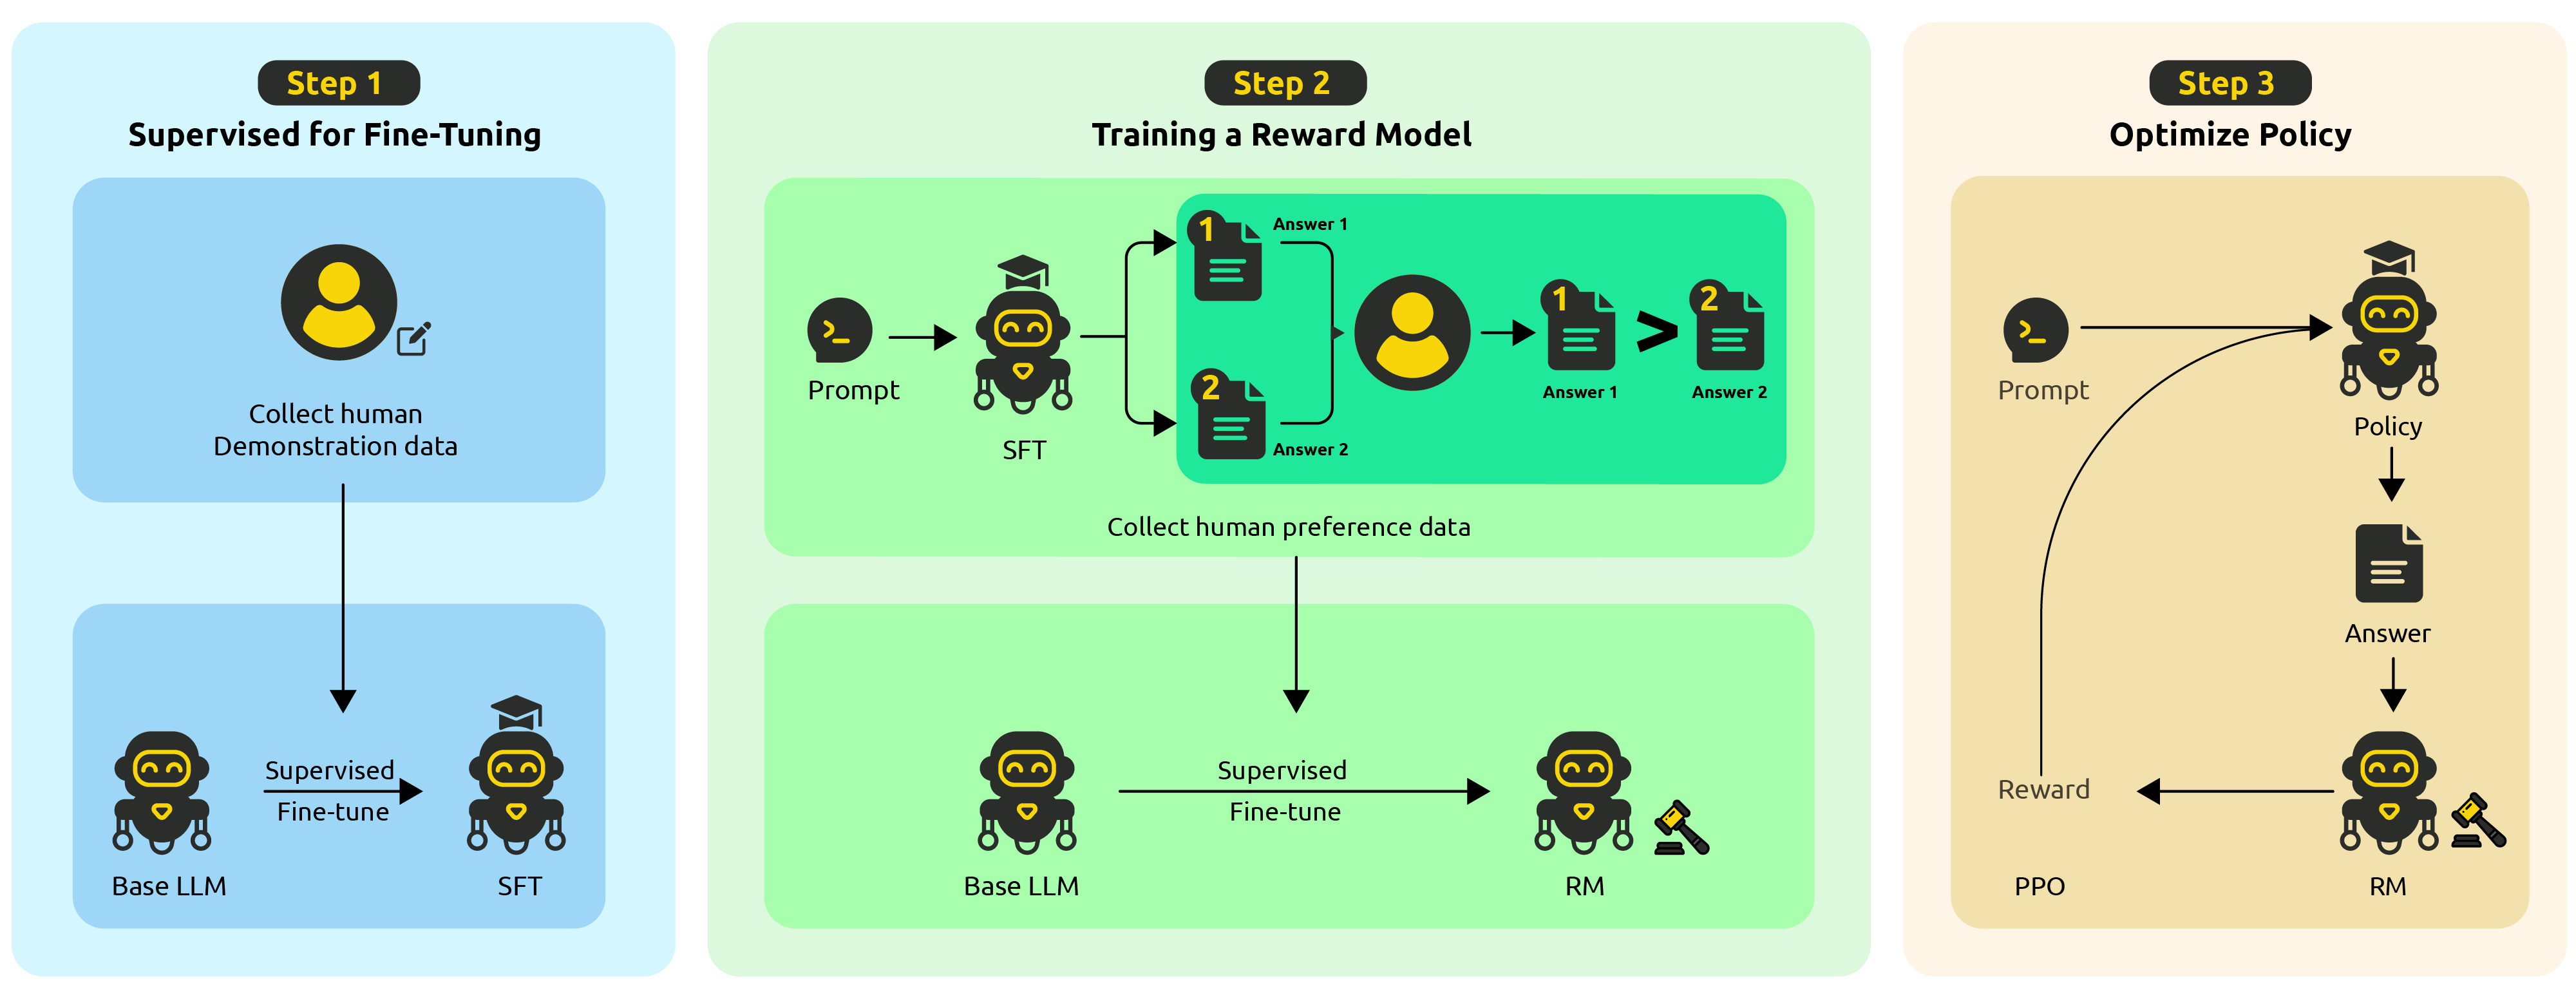 Step 1
Supervised for Fine-Tuning
Collect human
Demonstration data
Supervised
Fine-tune
Base LLM
SFT
Step 2
Training a Reward Model
1
Answer 1
Prompt
SFT
2
Answer 2
1
>
2
Answer 1
Answer 2
Collect human preference data
Supervised
Fine-tune
Base LLM
RM
Step 3
Optimize Policy
Prompt
Policy
Answer
Reward
PPO
RM